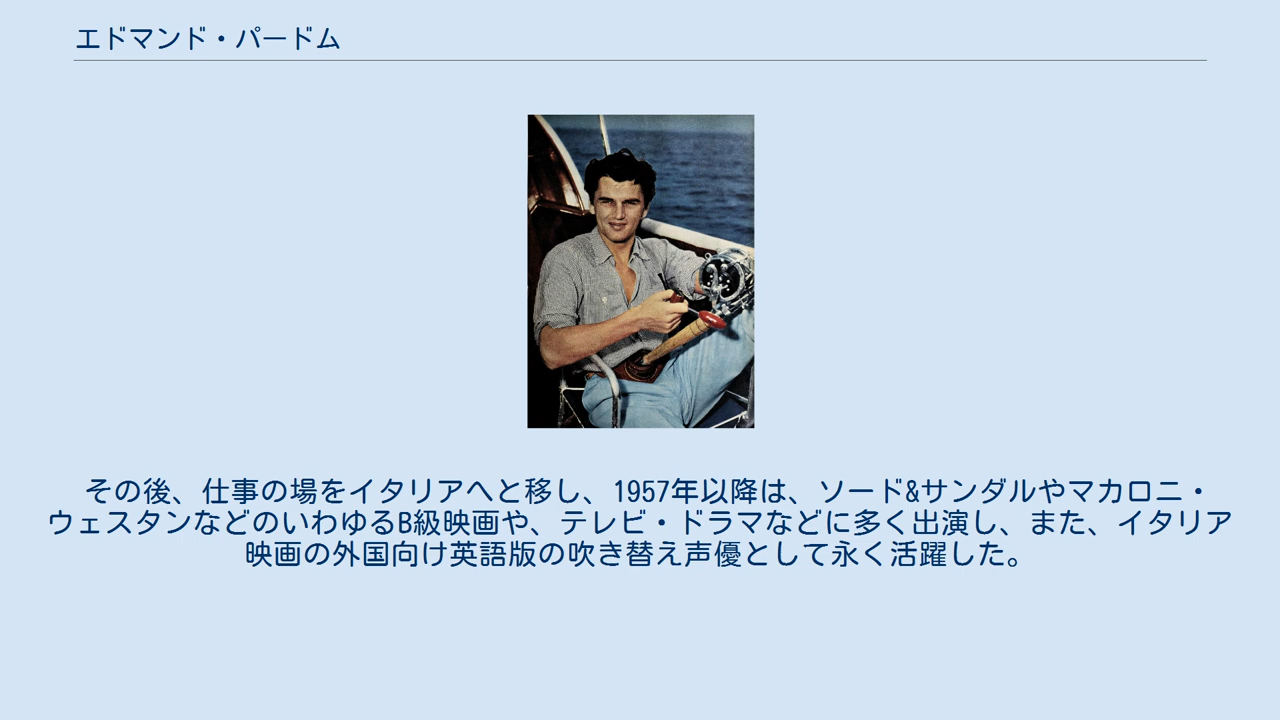 エドマンド・パードム
その後、仕事の場をイタリアへと移し、1957年以降は、ソード&サンダルやマカロニ・
ウェスタンなどのいわゆるB級映画や、テレビ・ドラマなどに多く出演し、また、イタリア
映画の外国向け英語版の吹き替え声優として永く活躍した。